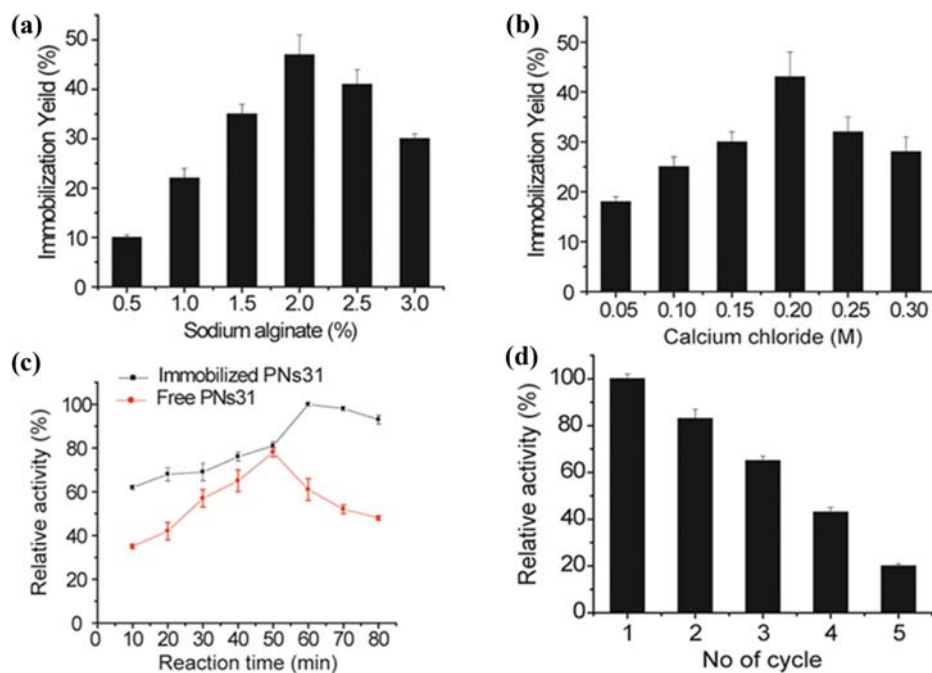 (a)
Immobilization Yeild (%)
50
40
30
20
10
0
0.5 1.0 1.5 2.0 2.5 3.0
Sodium alginate (%)
(b)
Immobilization Yeild (%)
50
40
30
20
10
0
0.05 0.10 0.15 0.20 0.25 0.30
Calcium chloride (M)
(c)
Immobilized PNs31
Free PNs31
Relative activity (%)
100
80
60
40
20
0
0 10 20 30 40 50 60 70 80
Reaction time (min)
(d)
Relative activity (%)
100
80
60
40
20
0
1 2 3 4 5
No of cycle